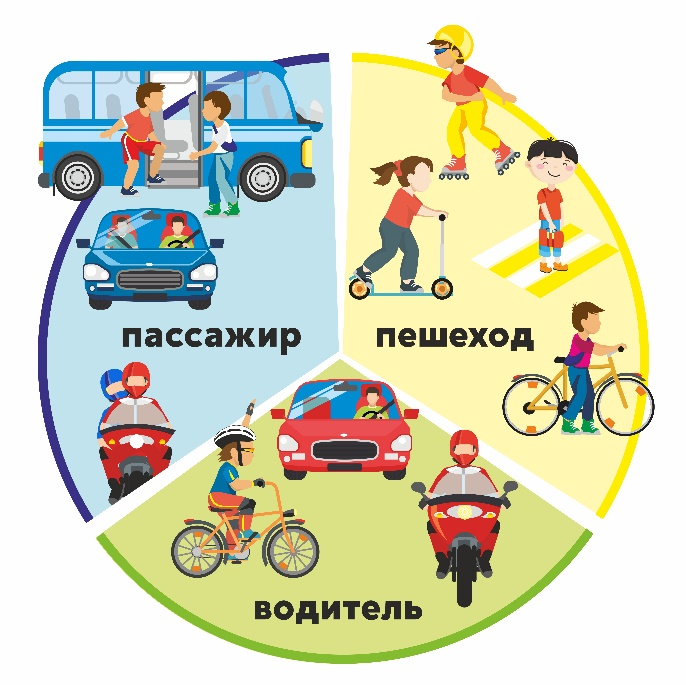 пассажир
пешеход
водитель